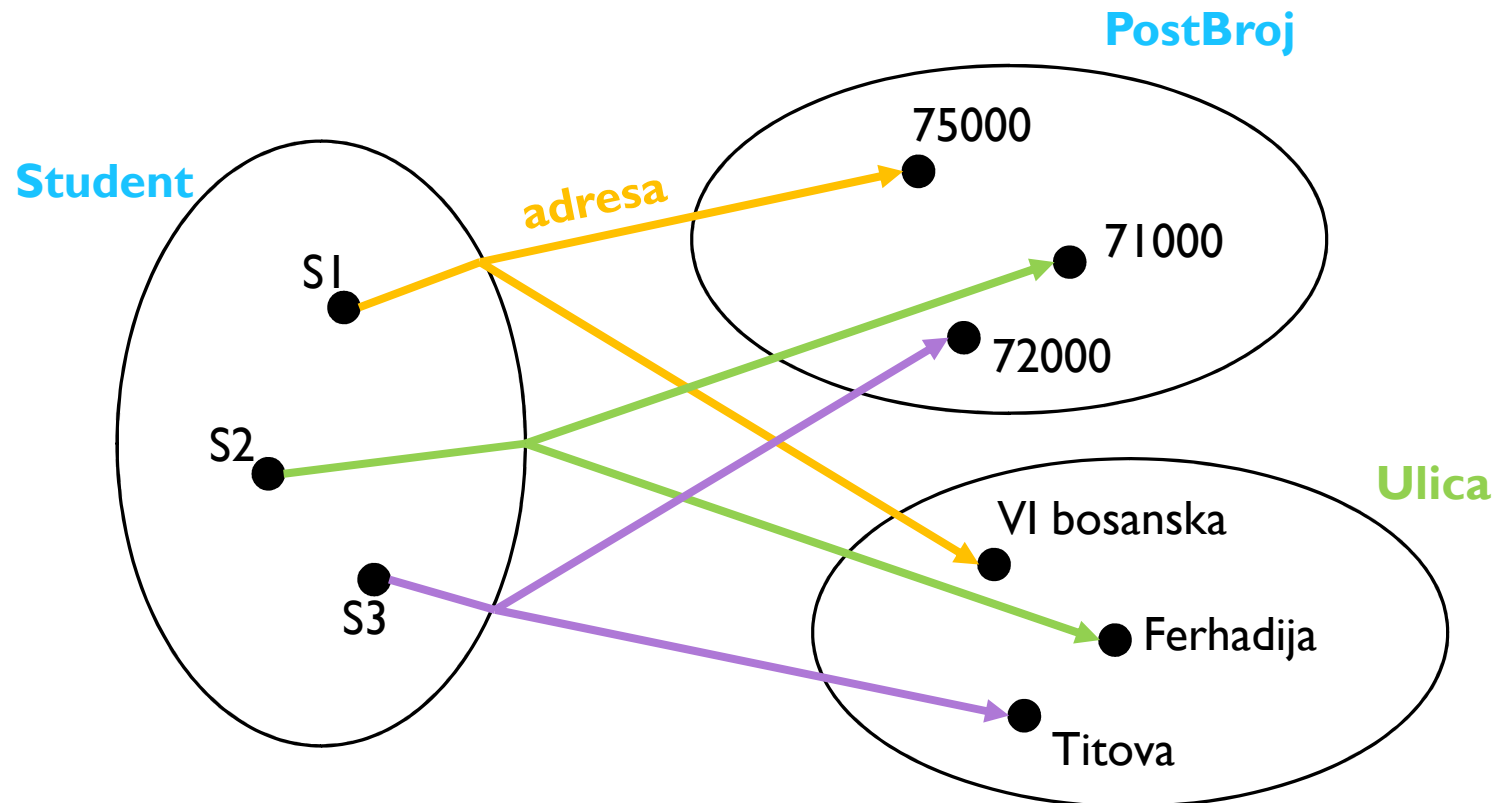 PostBroj
75000
Student
adresa
71000
S1
72000
S2
Ulica
VI bosanska
S3
Ferhadija
Titova